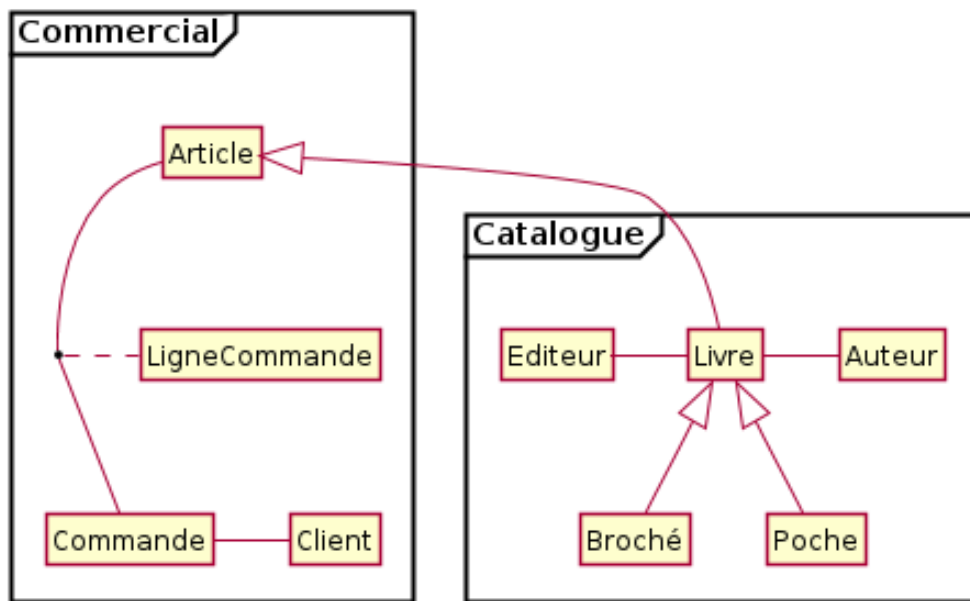 Commercial
Article
LigneCommande
Commande
Client
Catalogue
Editeur
Livre
Auteur
Broché
Poche